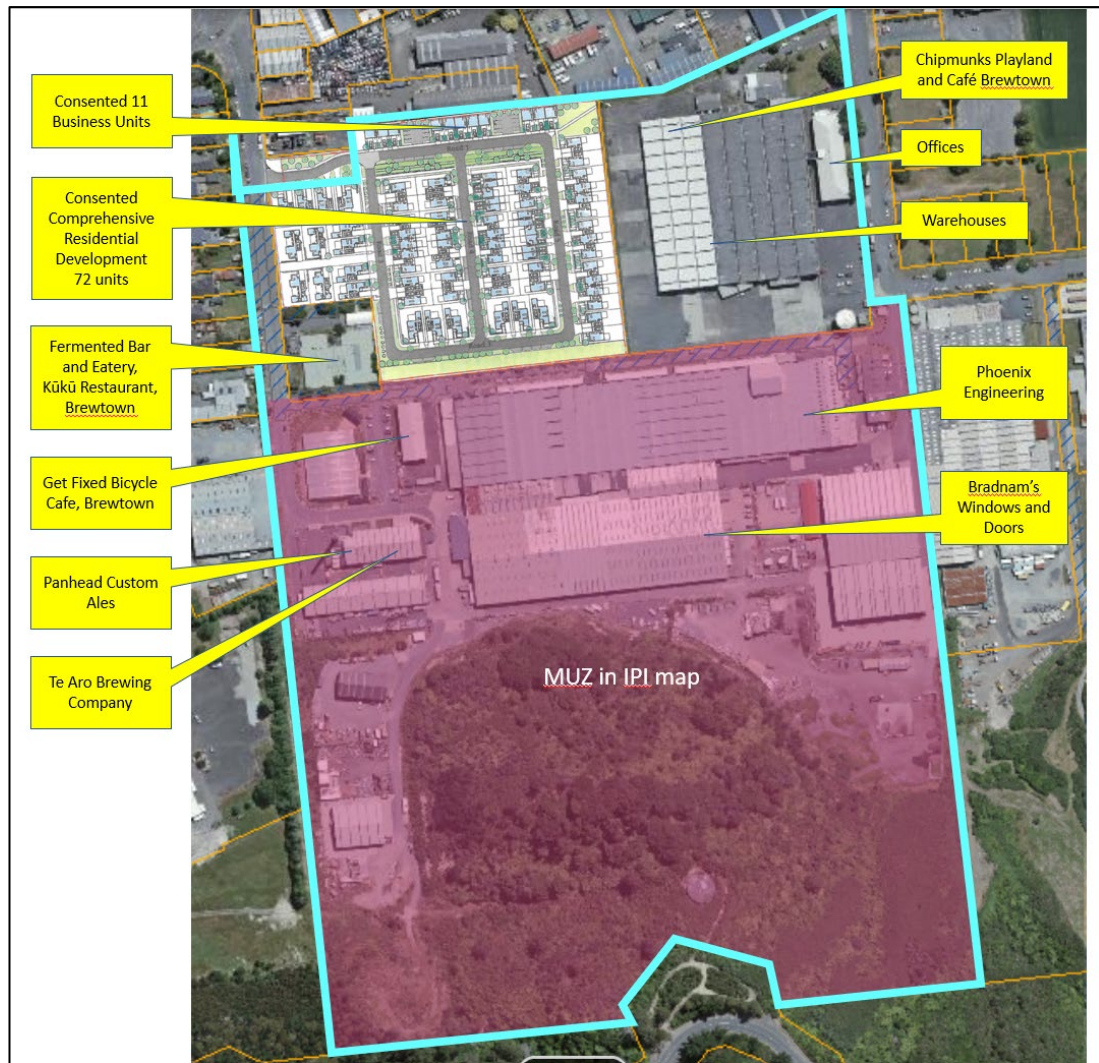 Consented 11
Business Units
Consented
Comprehensive
Residential
Development
72 units
Fermented Bar
and Eatery,
Kūkū Restaurant,
Brewtown
Get Fixed Bicycle
Cafe, Brewtown
Panhead Custom
Ales
Te Aro Brewing
Company
Chipmunks Playland
and Café Brewtown
Offices
Warehouses
Phoenix
Engineering
Bradnam's
Windows and
Doors
MUZ in IPI map